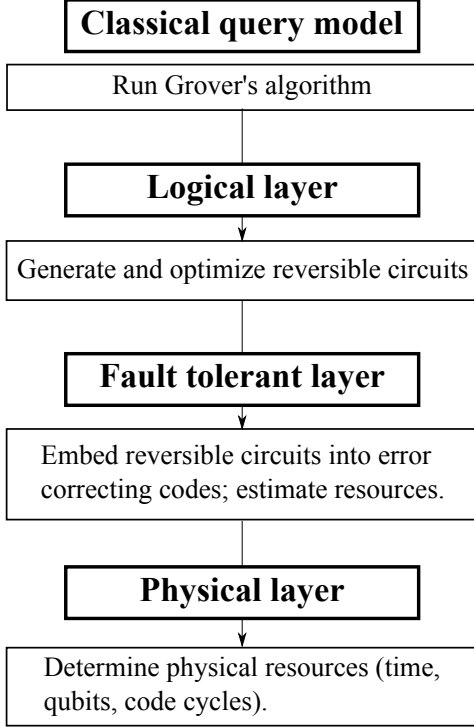 Classical query model
Run Grover's algorithm
Logical layer
Generate and optimize reversible circuits
Fault tolerant layer
Embed reversible circuits into error
correcting codes; estimate resources.
Physical layer
Determine physical resources (time,
qubits, code cycles).